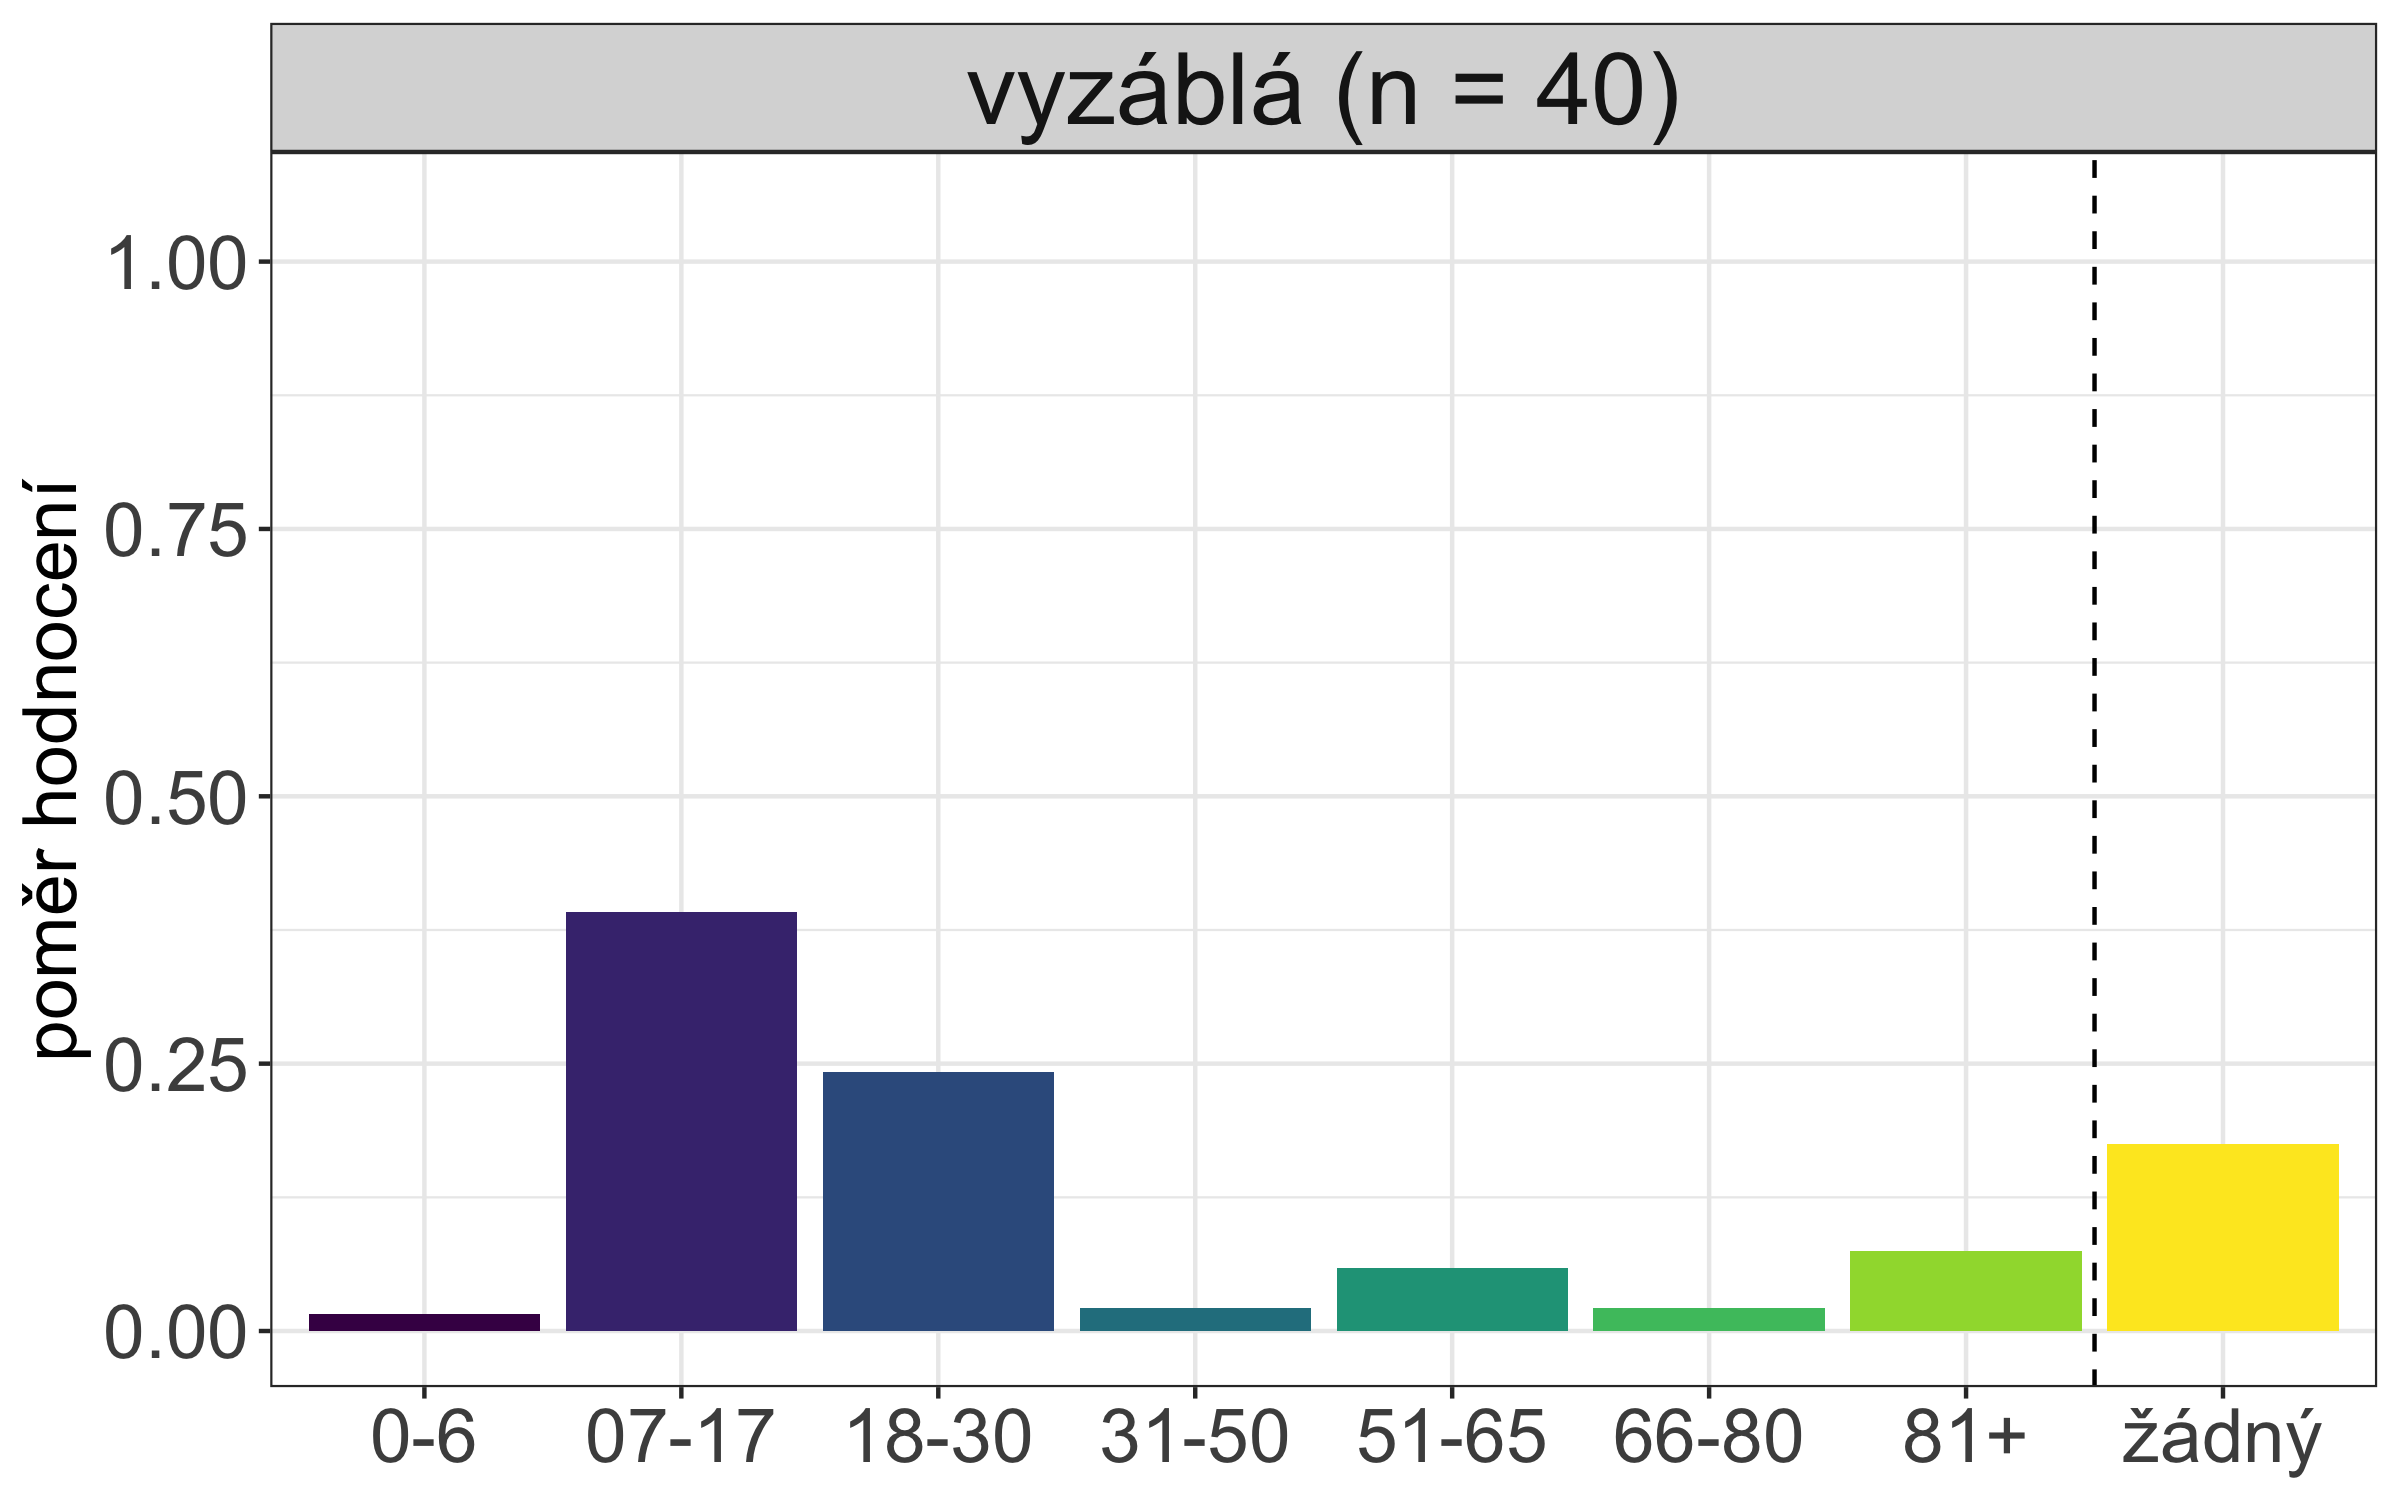 vyzáblá (n = 40)
poměr hodnocení
1.00
0.75
0.50
0.25
0.00
0-6 07-17 18-30 31-50 51-65 66-80 81+ žádný